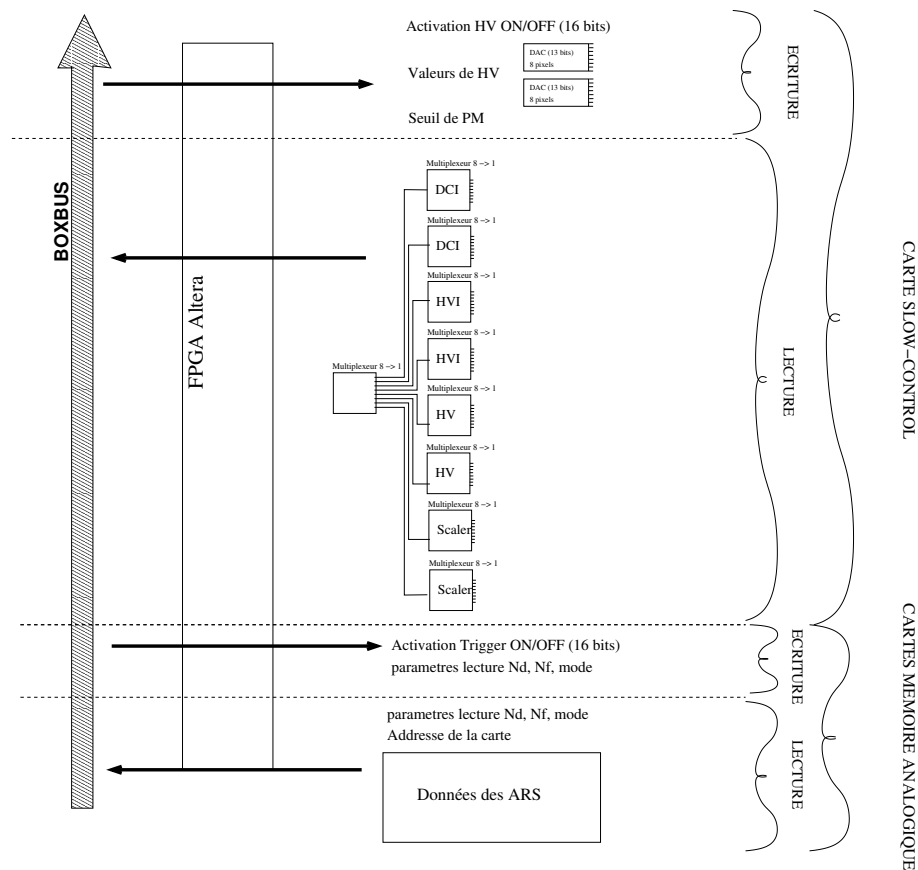 Activation HV ON/OFF (16 bits)
DAC (13 bits)
8 pixels
Valeurs de HV
DAC (13 bits)
8 pixels
Seuil de PM
ECRITURE
BOXBUS
FPGA Altera
Multiplexeur 8 −> 1
DCI
Multiplexeur 8 −> 1
DCI
Multiplexeur 8 −> 1
HVI
Multiplexeur 8 −> 1
HVI
Multiplexeur 8 −> 1
Multiplexeur 8 −> 1
HV
Multiplexeur 8 −> 1
HV
Multiplexeur 8 −> 1
Scaler
Multiplexeur 8 −> 1
Scaler
LECTURE
CARTE SLOW−CONTROL
Activation Trigger ON/OFF (16 bits)
parametres lecture Nd, Nf, mode
ECRITURE
parametres lecture Nd, Nf, mode
Addresse de la carte
Données des ARS
LECTURE
CARTES MEMOIRE ANALOGIQUE